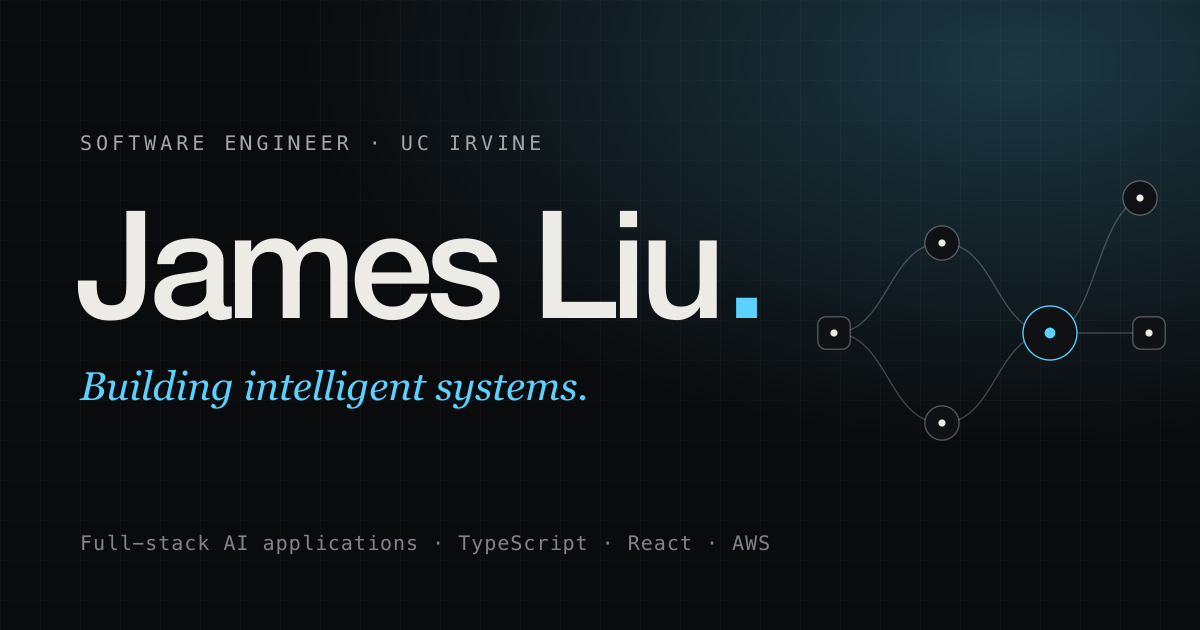 SOFTWARE ENGINEER · UC IRVINE
James Liu.
Building intelligent systems.
Full–stack AI applications · TypeScript · React · AWS